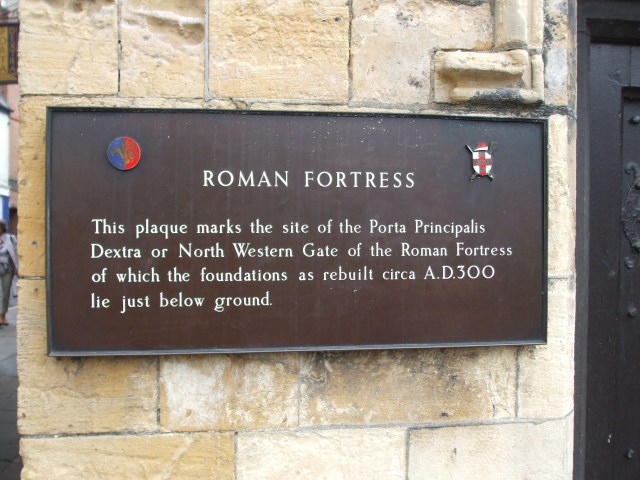 ROMAN FORTRESS
This plaque marks the site of the Porta Principalis
Dextra or North Western Gate of the Roman Fortress
of which the foundations as rebuilt circa A.D.300
lie just below ground.